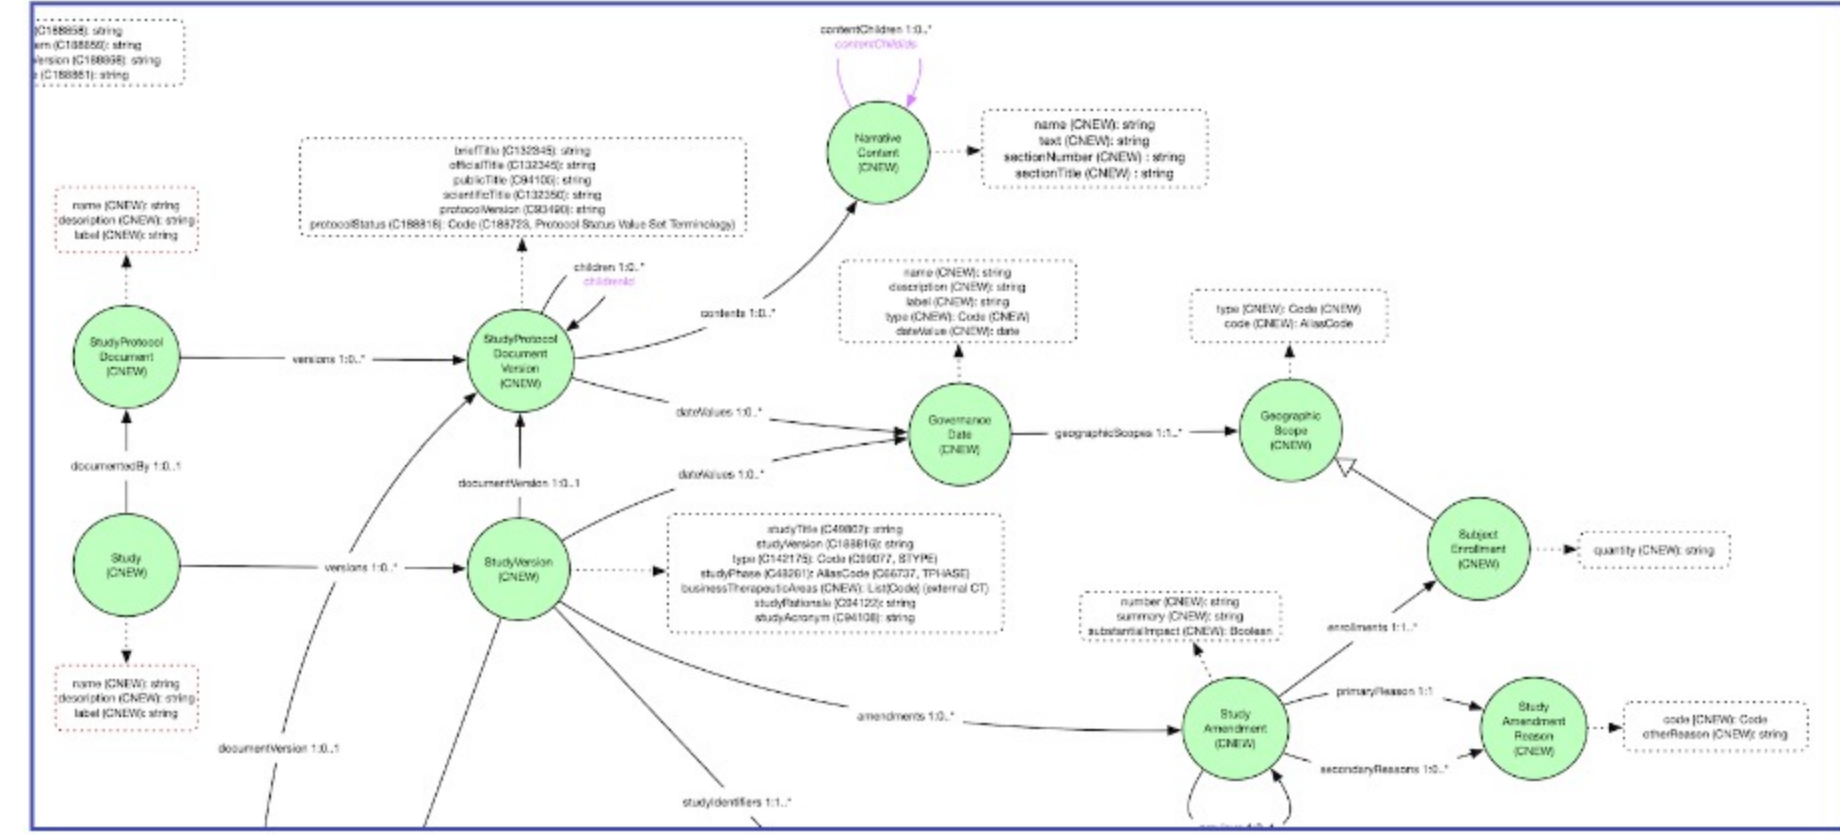 (C188858): string
em (C188859): string
Version (C188868): string
(C188861): string
contentChildren 1:0..*
contentChildIds
Narrative
Content
(CNEW)
name (CNEW): string
text (CNEW): string
sectionNumber (CNEW) : string
sectionTitle (CNEW) : string
briefTitle (C132345): string
officialTitle (C132346): string
publicTitle (C94105): string
scientificTitle (C132350): string
protocolVersion (C93490): string
protocolStatus (C188818): Code (C188723, Protocol Status Value Set Terminology)
name (CNEW): string
description (CNEW): string
label (CNEW): string
children 1:0..*
childrenId
contents 1:0..*
name (CNEW): string
description (CNEW): string
label (CNEW): string
type (CNEW): Code (CNEW)
dateValue (CNEW): date
type (CNEW): Code (CNEW)
code (CNEW): AliasCode
StudyProtocol
Document
(CNEW)
versions 1:0..*
StudyProtocol
Document
Version
(CNEW)
dateValues 1:0..*
Governance
Date
(CNEW)
geographicScopes 1:1..*
Geographic
Scope
(CNEW)
documentedBy 1:0..1
documentVersion 1:0..1
dateValues 1:0..*
Study
(CNEW)
versions 1:0..*
StudyVersion
(CNEW)
studyTitle (C49802): string
studyVersion (C188816): string
type (C142175): Code (C99077, STYPE)
studyPhase (C48281): AliasCode (C66737, TPHASE)
businessTherapeuticAreas (CNEW): List[Code] (external CT)
studyRationale (C94122): string
studyAcronym (C94108): string
Subject
Enrollment
(CNEW)
quantity (CNEW): string
number (CNEW): string
summary (CNEW): string
substantialImpact (CNEW): Boolean
enrollments 1:1..*
name (CNEW): string
description (CNEW): string
label (CNEW): string
documentVersion 1:0..1
amendments 1:0..*
Study
Amendment
(CNEW)
primaryReason 1:1
secondaryReasons 1:0..*
Study
Amendment
Reason
(CNEW)
code (CNEW): Code
otherReason (CNEW): string
studyIdentifiers 1:1..*